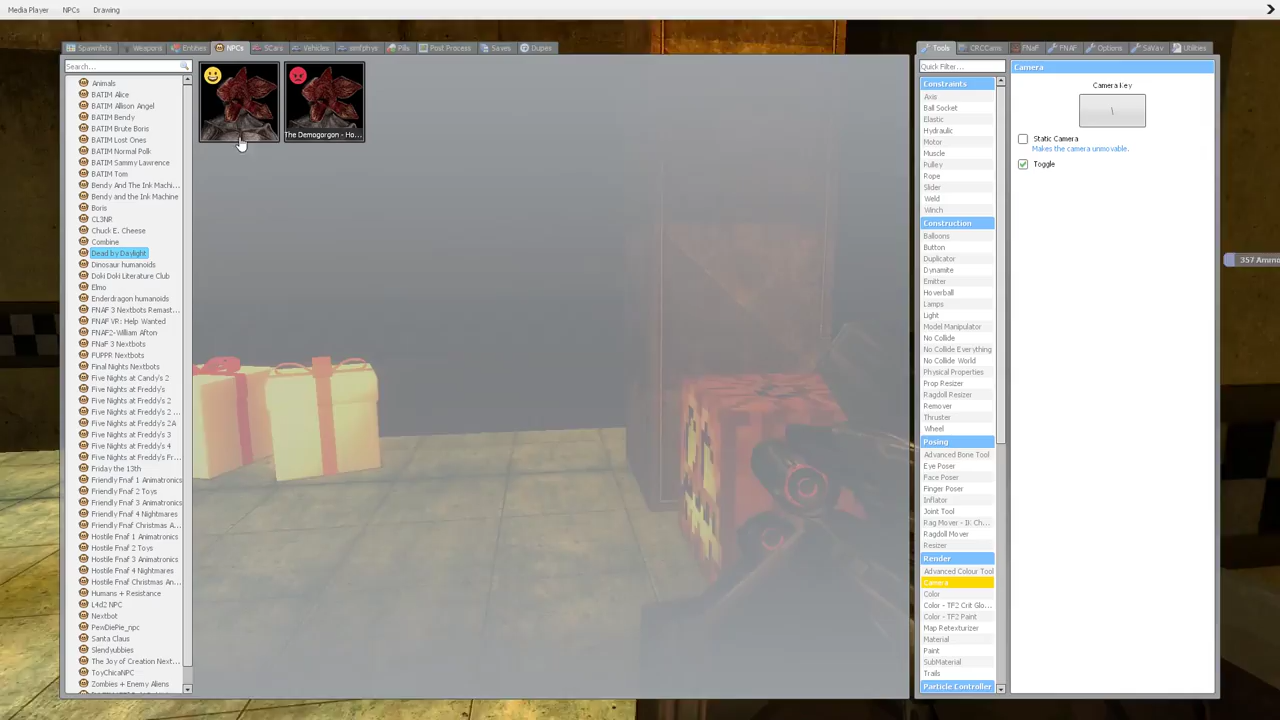 Media Player NPCs Drawing
Spawnlists Weapons Entities NPCs SCars Vehicles simfphys Pills Post Process Saves Dupes
Search...
Animals
BATIM Alice
BATIM Allison Angel
BATIM Bendy
BATIM Brute Boris
BATIM Lost Ones
BATIM Normal Polk
BATIM Sammy Lawrence
BATIM Tom
Bendy And The Ink Machi...
Bendy and the Ink Machine
Boris
CL3NR
Chuck E. Cheese
Combine
Dead by Daylight
Dinosaur humanoids
Doki Doki Literature Club
Elmo
Enderdragon humanoids
FNAF 3 Nextbots Remast...
FNAF VR: Help Wanted
FNAF2-William Afton
FNaF 3 Nextbots
FUPPR Nextbots
Final Nights Nextbots
Five Nights at Candy's 2
Five Nights at Freddy's
Five Nights at Freddy's 2
Five Nights at Freddy's 2 ...
Five Nights at Freddy's 2A
Five Nights at Freddy's 3
Five Nights at Freddy's 4
Five Nights at Freddy's Fr...
Friday the 13th
Friendly Fnaf 1 Animatronics
Friendly Fnaf 2 Toys
Friendly Fnaf 3 Animatronics
Friendly Fnaf 4 Nightmares
Friendly Fnaf Christmas A...
Hostile Fnaf 1 Animatronics
Hostile Fnaf 2 Toys
Hostile Fnaf 3 Animatronics
Hostile Fnaf 4 Nightmares
Hostile Fnaf Christmas An...
Humans + Resistance
L4d2 NPC
Nextbot
PewDiePie_npc
Santa Claus
Slendyubbies
The Joy of Creation Next...
ToyChicaNPC
Zombies + Enemy Aliens
The Demogorgon - Ho...
Tools CRCCams FNaF FNAF Options SaVav Utilities
Quick Filter...
Constraints
Axis
Ball Socket
Elastic
Hydraulic
Motor
Muscle
Pulley
Rope
Slider
Weld
Winch
Construction
Balloons
Button
Duplicator
Dynamite
Emitter
Hoverball
Lamps
Light
Model Manipulator
No Collide
No Collide Everything
No Collide World
Physical Properties
Prop Resizer
Ragdoll Resizer
Remover
Thruster
Wheel
Posing
Advanced Bone Tool
Eye Poser
Face Poser
Finger Poser
Inflator
Joint Tool
Rag Mover - IK Ch...
Ragdoll Mover
Resizer
Render
Advanced Colour Tool
Camera
Color
Color - TF2 Crit Glo...
Color - TF2 Paint
Map Retexturizer
Material
Paint
SubMaterial
Trails
Particle Controller
Camera
Camera Key
\
Static Camera
Makes the camera unmovable.
Toggle
357 Ammo